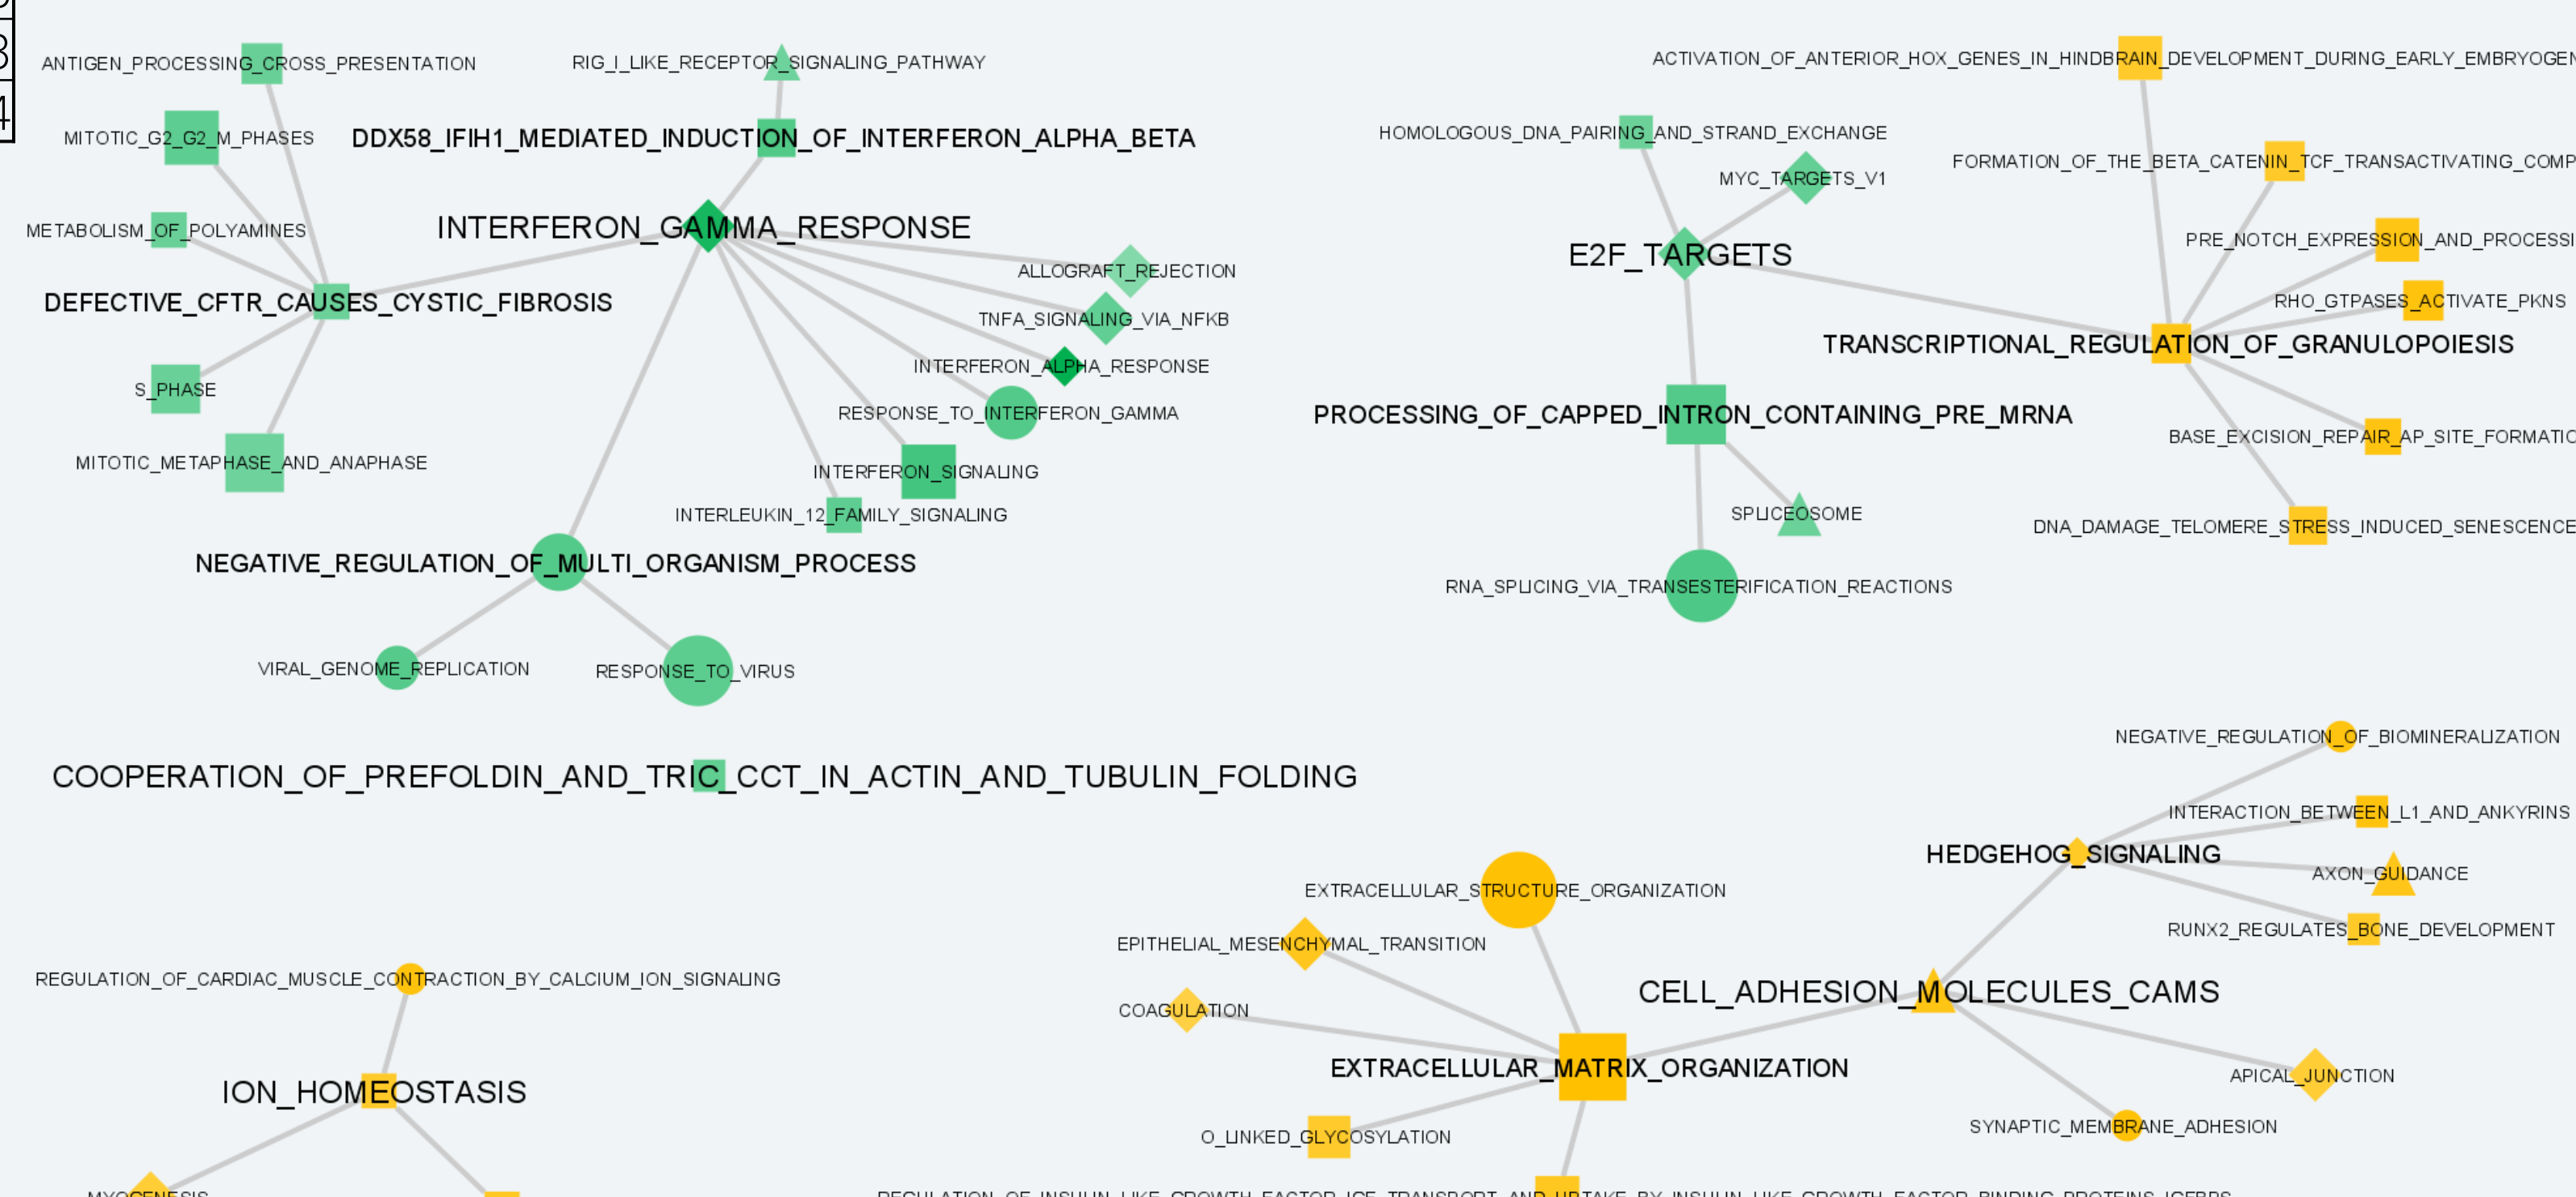 ANTIGEN_PROCESSING_CROSS_PRESENTATION
RIG_I_LIKE_RECEPTOR_SIGNALING_PATHWAY
MITOTIC_G2_G2_M_PHASES
DDX58_IFIH1_MEDIATED_INDUCTION_OF_INTERFERON_ALPHA_BETA
METABOLISM_OF_POLYAMINES
INTERFERON_GAMMA_RESPONSE
ALLOGRAFT_REJECTION
DEFECTIVE_CFTR_CAUSES_CYSTIC_FIBROSIS
TNFA_SIGNALING_VIA_NFKB
INTERFERON_ALPHA_RESPONSE
S_PHASE
RESPONSE_TO_INTERFERON_GAMMA
MITOTIC_METAPHASE_AND_ANAPHASE
INTERFERON_SIGNALING
INTERLEUKIN_12_FAMILY_SIGNALING
NEGATIVE_REGULATION_OF_MULTI_ORGANISM_PROCESS
VIRAL_GENOME_REPLICATION
RESPONSE_TO_VIRUS
COOPERATION_OF_PREFOLDIN_AND_TRIC_CCT_IN_ACTIN_AND_TUBULIN_FOLDING
ACTIVATION_OF_ANTERIOR_HOX_GENES_IN_HINDBRAIN_DEVELOPMENT_DURING_EARLY_EMBRYOGEN
HOMOLOGOUS_DNA_PAIRING_AND_STRAND_EXCHANGE
FORMATION_OF_THE_BETA_CATENIN_TCF_TRANSACTIVATING_COMP
MYC_TARGETS_V1
PRE_NOTCH_EXPRESSION_AND_PROCESSI
E2F_TARGETS
RHO_GTPASES_ACTIVATE_PKNS
TRANSCRIPTIONAL_REGULATION_OF_GRANULOPOIESIS
PROCESSING_OF_CAPPED_INTRON_CONTAINING_PRE_MRNA
BASE_EXCISION_REPAIR_AP_SITE_FORMATIO
SPLICEOSOME
DNA_DAMAGE_TELOMERE_STRESS_INDUCED_SENESCENCE
RNA_SPLICING_VIA_TRANSESTERIFICATION_REACTIONS
NEGATIVE_REGULATION_OF_BIOMINERALIZATION
INTERACTION_BETWEEN_L1_AND_ANKYRINS
HEDGEHOG_SIGNALING
AXON_GUIDANCE
RUNX2_REGULATES_BONE_DEVELOPMENT
EXTRACELLULAR_STRUCTURE_ORGANIZATION
EPITHELIAL_MESENCHYMAL_TRANSITION
CELL_ADHESION_MOLECULES_CAMS
COAGULATION
EXTRACELLULAR_MATRIX_ORGANIZATION
APICAL_JUNCTION
O_LINKED_GLYCOSYLATION
SYNAPTIC_MEMBRANE_ADHESION
REGULATION_OF_CARDIAC_MUSCLE_CONTRACTION_BY_CALCIUM_ION_SIGNALING
ION_HOMEOSTASIS
MYOGENESIS
REGULATION_OF_INSULIN_LIKE_GROWTH_FACTOR_IGF_TRANSPORT_AND_UPTAKE_BY_INSULIN_LIKE_GROWTH_FACTOR_BINDING_PROTEINS_IGFBPS